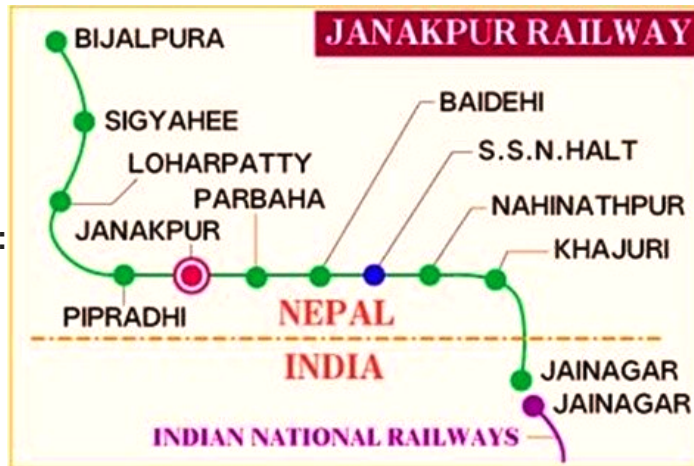 JANAKPUR RAILWAY
BIJALPURA
SIGYAHEE
LOHARPATTY
JANAKPUR
PIPRADHI
PARBAHA
BAIDEHI
S.S.N.HALT
NAHINATHPUR
KHAJURI
NEPAL
INDIA
JAINAGAR
JAINAGAR
INDIAN NATIONAL RAILWAYS
: